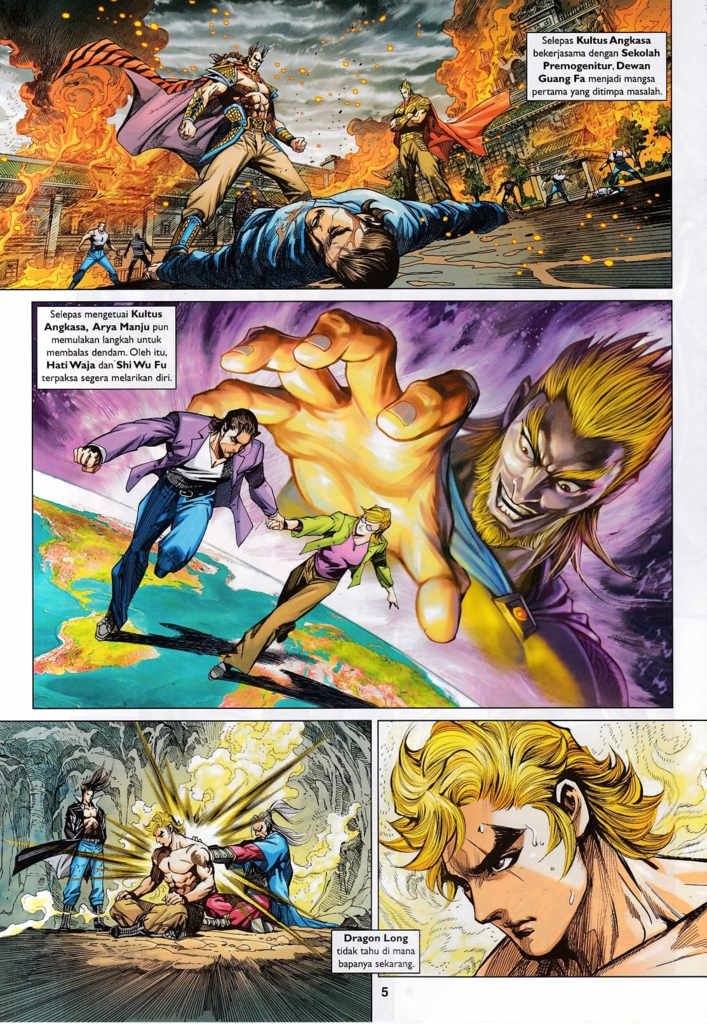 Selepas Kultus Angkasa
bekerjasama dengan Sekolah
Premogenitur, Dewan
Guang Fa menjadi mangsa
pertama yang ditimpa masalah.
Selepas mengetuai Kultus
Angkasa, Arya Manju pun
memulakan langkah untuk
membalas dendam. Oleh itu,
Hati Waja dan Shi Wu Fu
terpaksa segera melarikan diri.
Dragon Long
tidak tahu di mana
bapanya sekarang.
5